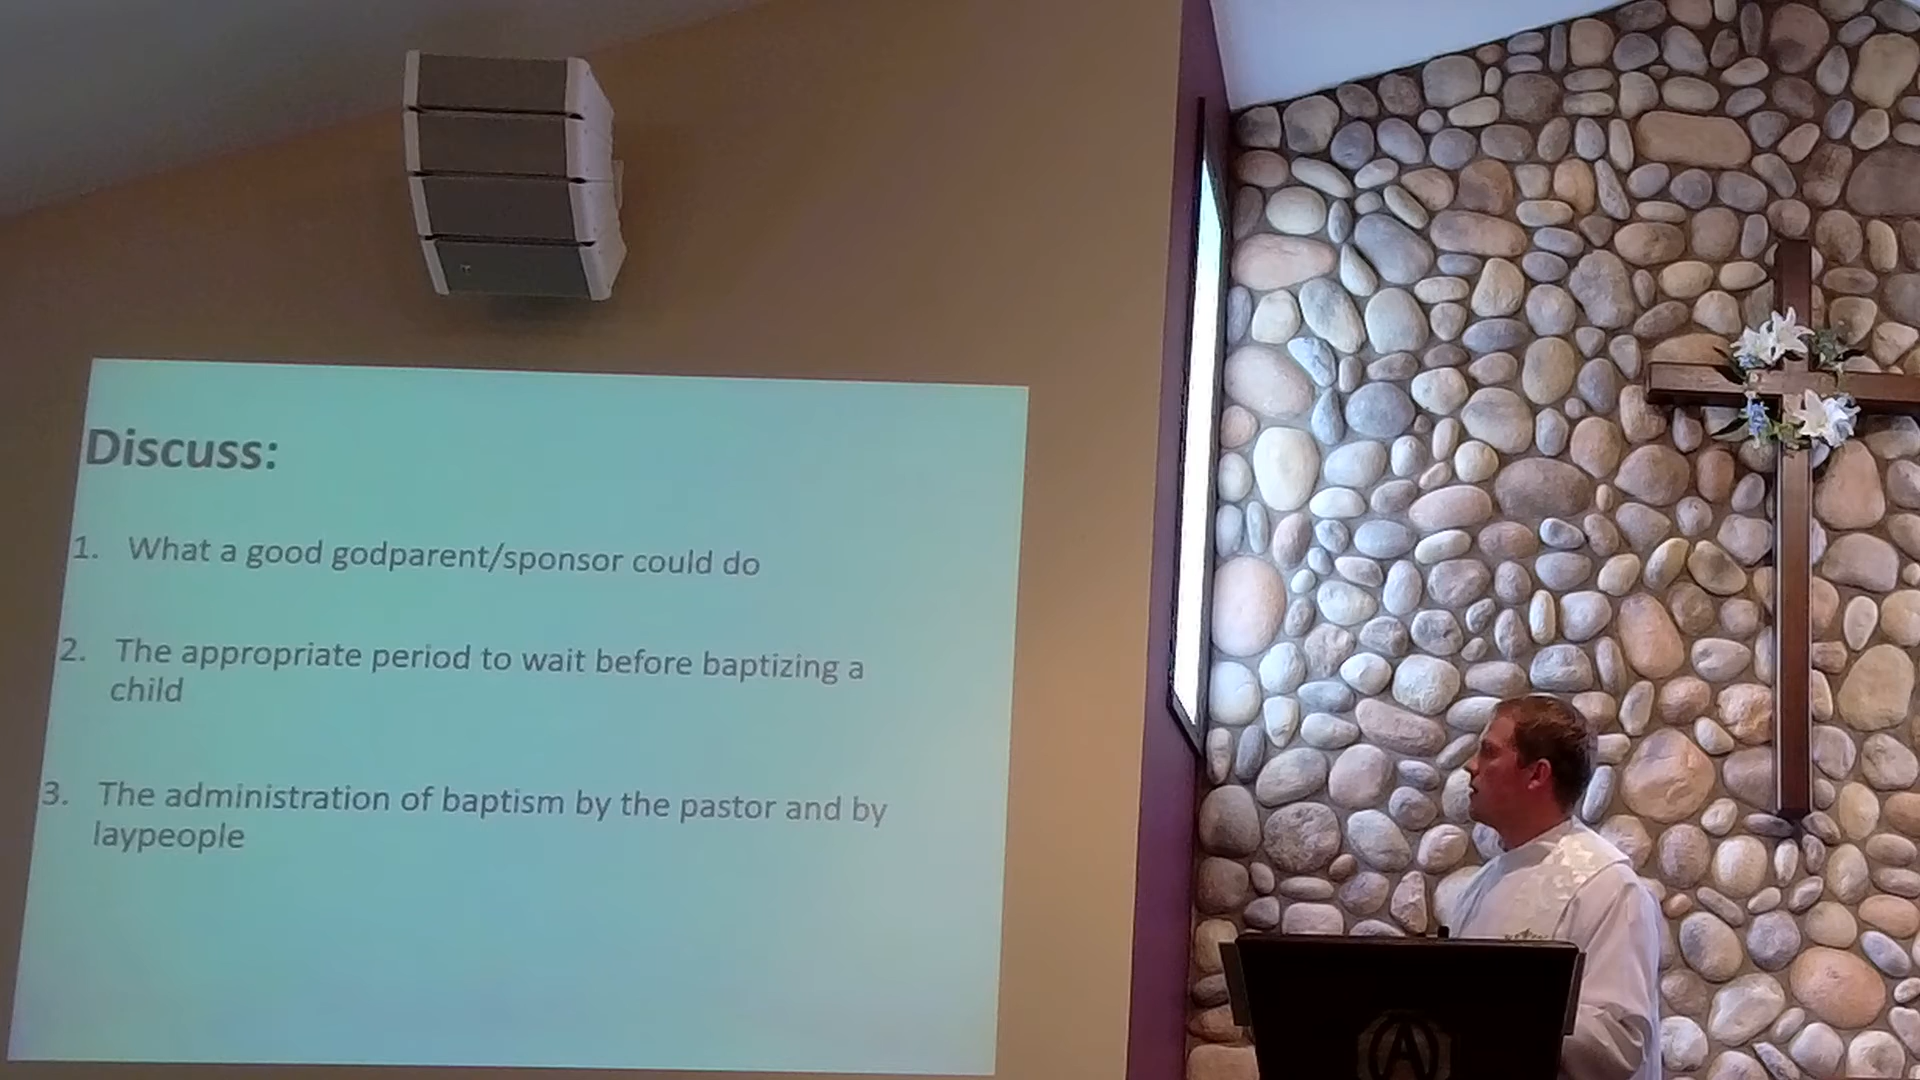 Discuss:
1. What a good godparent/sponsor could do
2. The appropriate period to wait before baptizing a
child
3. The administration of baptism by the pastor and by
laypeople